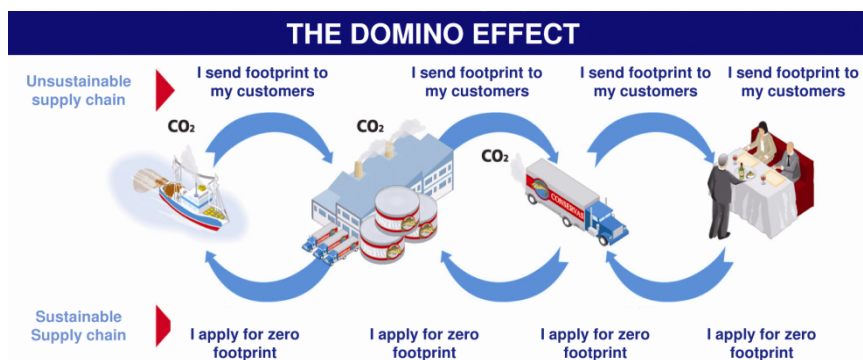 THE DOMINO EFFECT
Unsustainable
supply chain
I send footprint to
my customers
I send footprint to
my customers
I send footprint to
my customers
I send footprint to
my customers
CO2
CO2
CO2
CONSERVAS
Sustainable
Supply chain
I apply for zero
footprint
I apply for zero
footprint
I apply for zero
footprint
I apply for zero
footprint